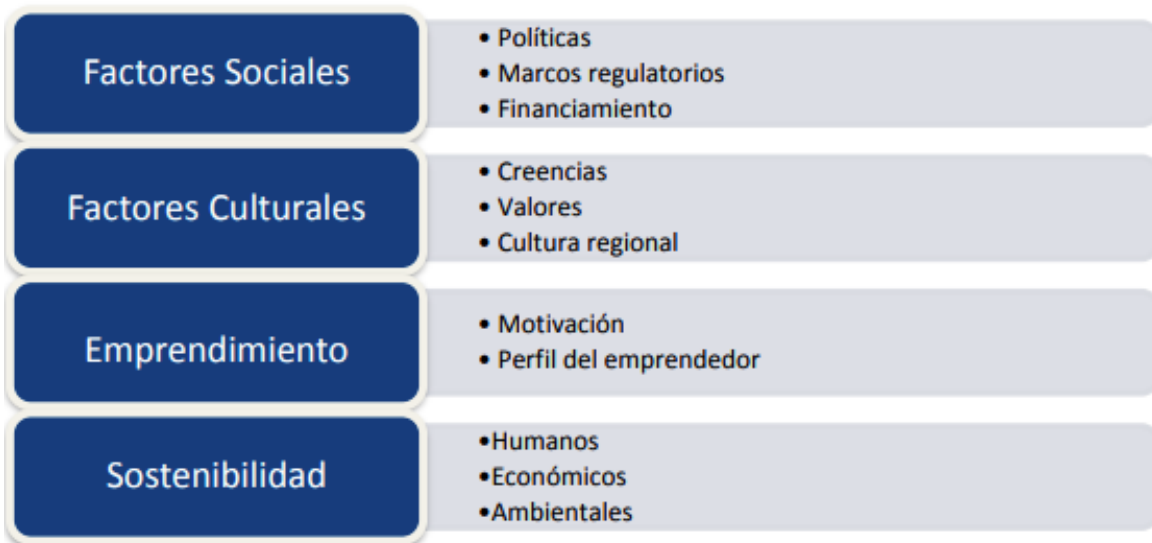 Factores Sociales
• Políticas
• Marcos regulatorios
• Financiamiento
Factores Culturales
• Creencias
• Valores
• Cultura regional
Emprendimiento
• Motivación
• Perfil del emprendedor
Sostenibilidad
•Humanos
•Económicos
•Ambientales